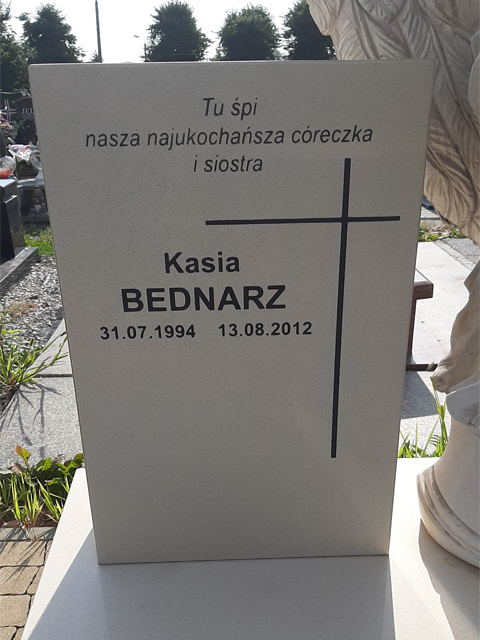 Tu śpi
nasza najukochańsza córeczka
i siostra
Kasia
BEDNARZ
31.07.1994 13.08.2012